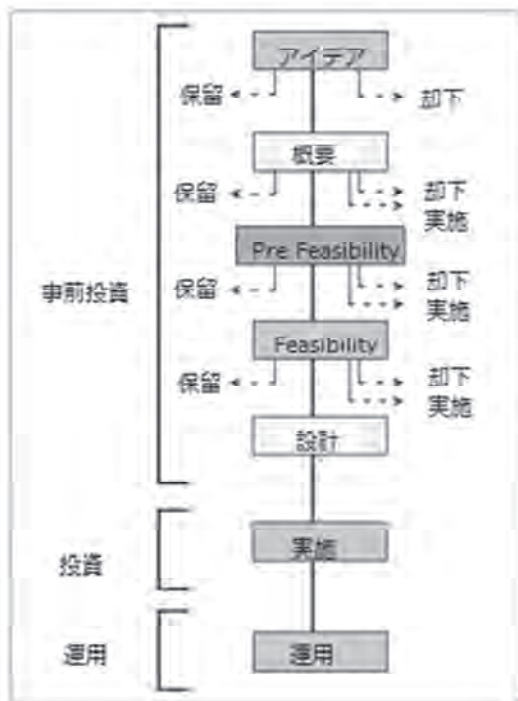 アイデア
保留
却下
概要
保留
却下
実施
Pre Feasibility
保留
却下
実施
事前投資
Feasibility
保留
却下
実施
設計
実施
投資
運用
運用